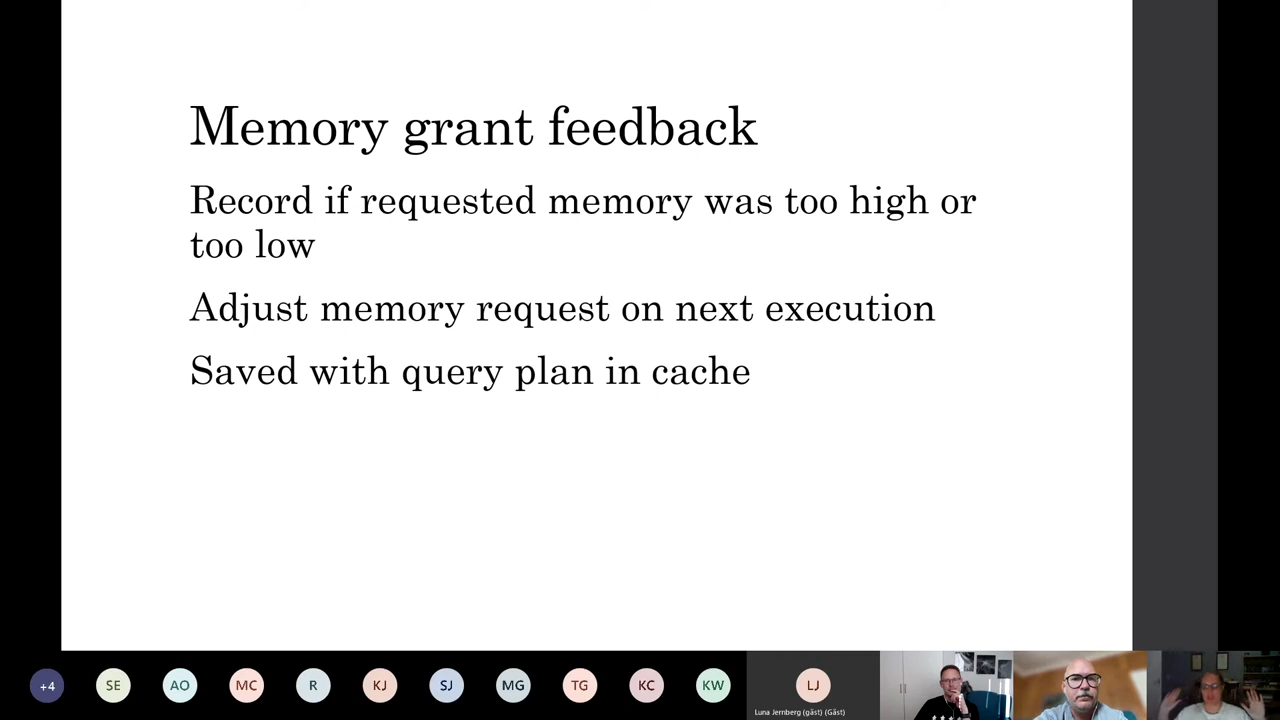 Memory grant feedback
Record if requested memory was too high or
too low
Adjust memory request on next execution
Saved with query plan in cache
+4
SE
AO
MC
R
KJ
SJ
MG
TG
KC
KW
LJ
Luna Jernberg (gäst) (Gäst)